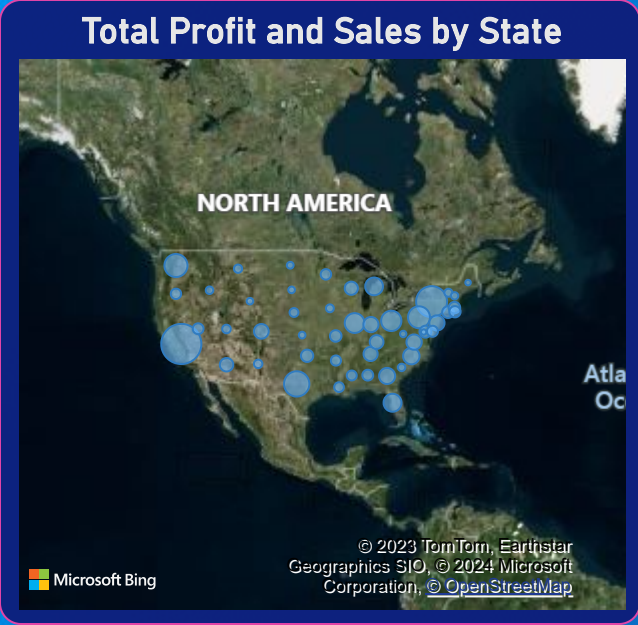 Total Profit and Sales by State
NORTH AMERICA
Atla
Oc
© 2023 TomTom, Earthstar
Geographics SIO, © 2024 Microsoft
Corporation, © OpenStreetMap
Microsoft Bing